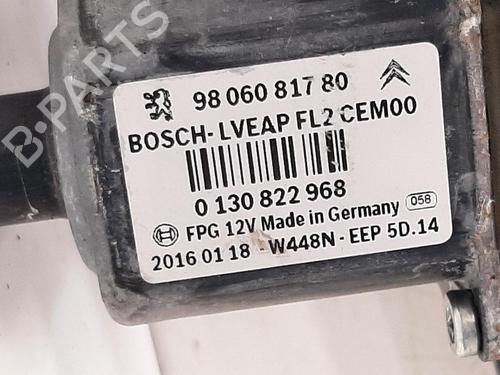 B-PARTS
98 060 817 80
BOSCH- LVEAP FL2 CEM00
0 130 822 968
FPG 12V Made in Germany 058
2016 01 18 W448N - EEP 5D.14